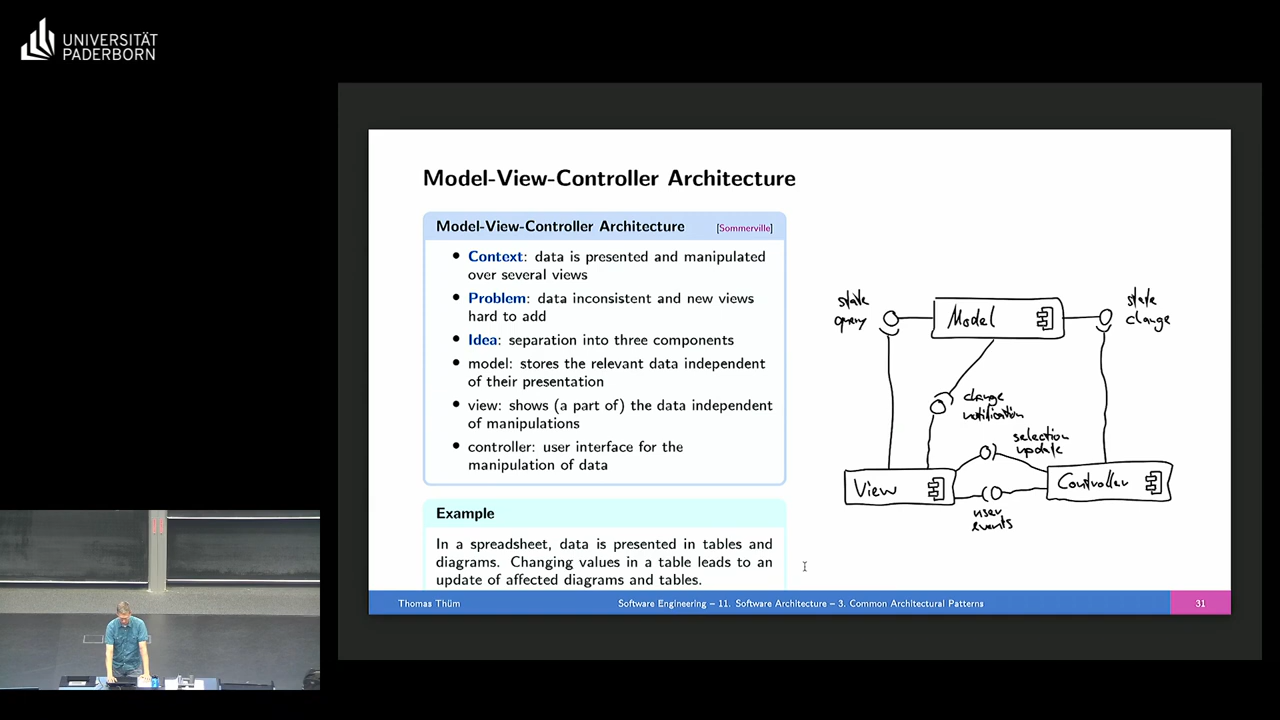 UNIVERSITÄT
PADERBORN
Model-View-Controller Architecture
Model-View-Controller Architecture [Sommerville]
• Context: data is presented and manipulated
over several views
• Problem: data inconsistent and new views
hard to add
• Idea: separation into three components
• model: stores the relevant data independent
of their presentation
• view: shows (a part of) the data independent
of manipulations
• controller: user interface for the
manipulation of data
Example
In a spreadsheet, data is presented in tables and
diagrams. Changing values in a table leads to an
update of affected diagrams and tables.
state
query
Model
state
change
change
notification
selection
update
View
Controller
user
events
Thomas Thüm
Software Engineering – 11. Software Architecture – 3. Common Architectural Patterns
31